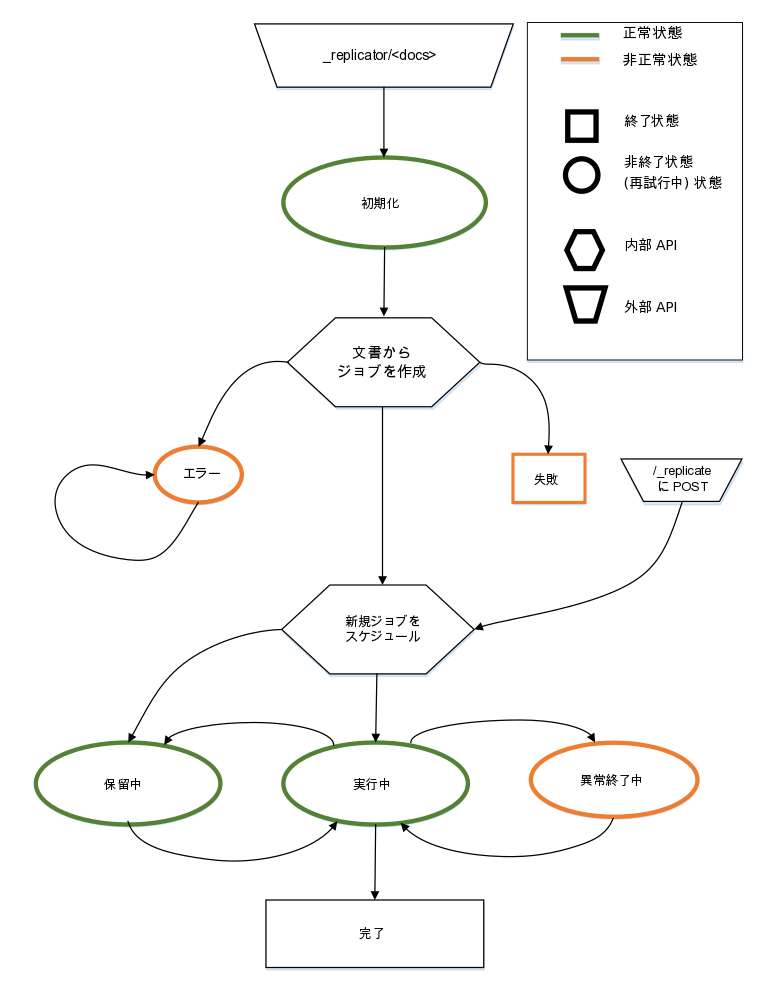 _replicator/<docs>
正常状態
非正常状態
終了状態
非終了状態
(再試行中) 状態
内部 API
外部 API
初期化
文書から
ジョブを作成
エラー
失敗
/_replicate
に POST
新規ジョブを
スケジュール
保留中
実行中
異常終了中
完了